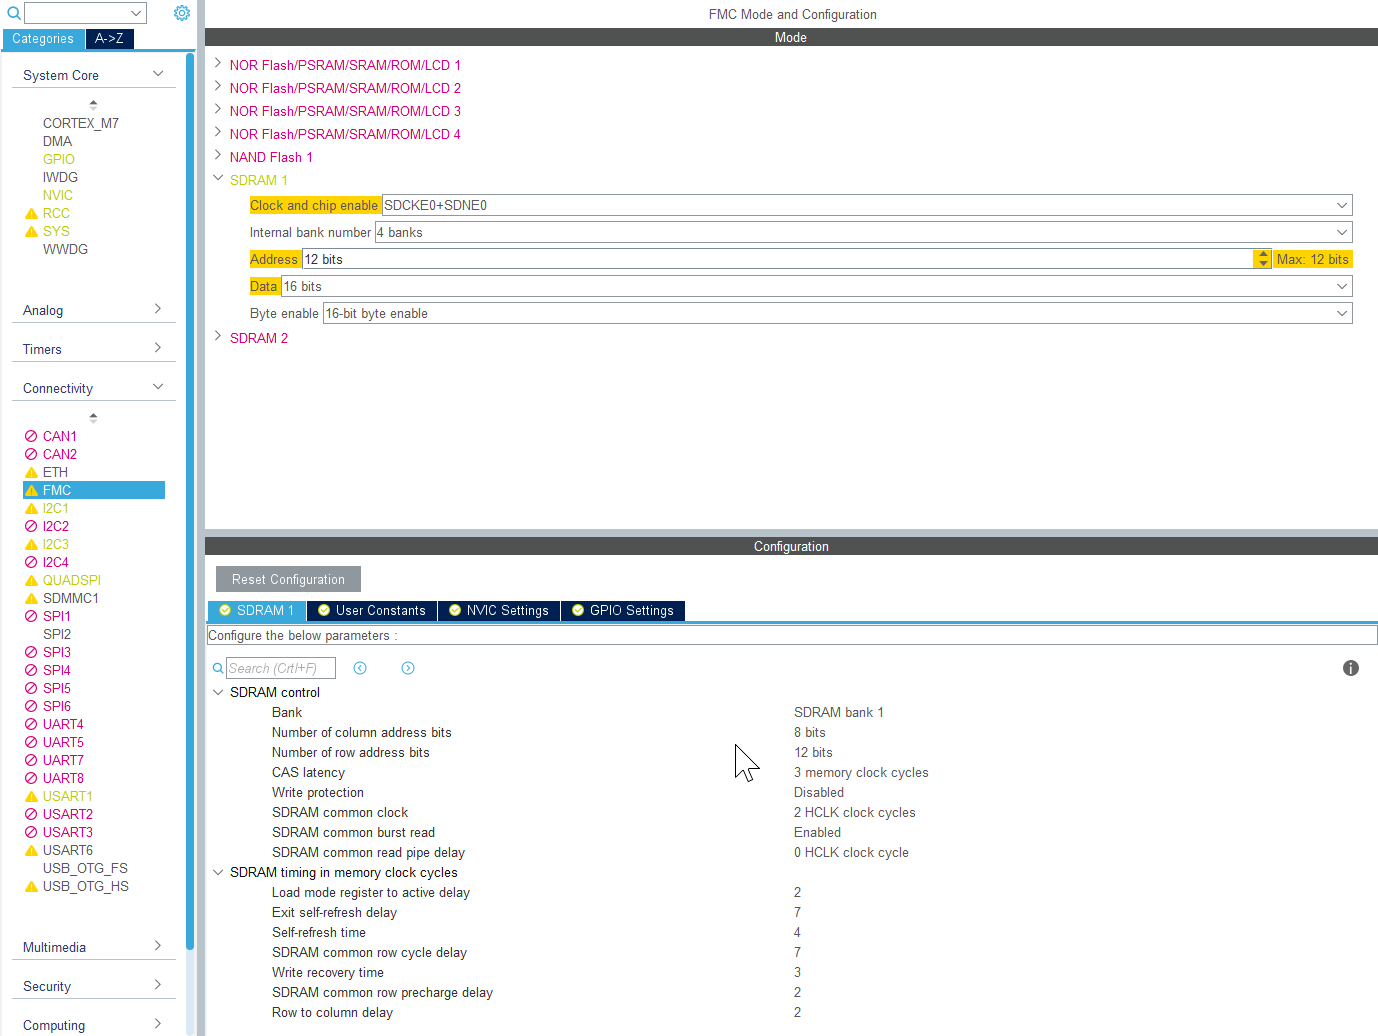 FMC Mode and Configuration
Categories A->Z
Mode
System Core
CORTEX_M7
DMA
GPIO
IWDG
NVIC
RCC
SYS
WWDG
Analog
Timers
Connectivity
CAN1
CAN2
ETH
FMC
I2C1
I2C2
I2C3
I2C4
QUADSPI
SDMMC1
SPI1
SPI2
SPI3
SPI4
SPI5
SPI6
UART4
UART5
UART7
UART8
USART1
USART2
USART3
USART6
USB_OTG_FS
USB_OTG_HS
Multimedia
Security
Computing
NOR Flash/PSRAM/SRAM/ROM/LCD 1
NOR Flash/PSRAM/SRAM/ROM/LCD 2
NOR Flash/PSRAM/SRAM/ROM/LCD 3
NOR Flash/PSRAM/SRAM/ROM/LCD 4
NAND Flash 1
SDRAM 1
Clock and chip enable SDCKE0+SDNE0
Internal bank number 4 banks
Address 12 bits Max: 12 bits
Data 16 bits
Byte enable 16-bit byte enable
SDRAM 2
Configuration
Reset Configuration
SDRAM 1 User Constants NVIC Settings GPIO Settings
Configure the below parameters :
Search (Crtl+F)
SDRAM control
Bank SDRAM bank 1
Number of column address bits 8 bits
Number of row address bits 12 bits
CAS latency 3 memory clock cycles
Write protection Disabled
SDRAM common clock 2 HCLK clock cycles
SDRAM common burst read Enabled
SDRAM common read pipe delay 0 HCLK clock cycle
SDRAM timing in memory clock cycles
Load mode register to active delay 2
Exit self-refresh delay 7
Self-refresh time 4
SDRAM common row cycle delay 7
Write recovery time 3
SDRAM common row precharge delay 2
Row to column delay 2